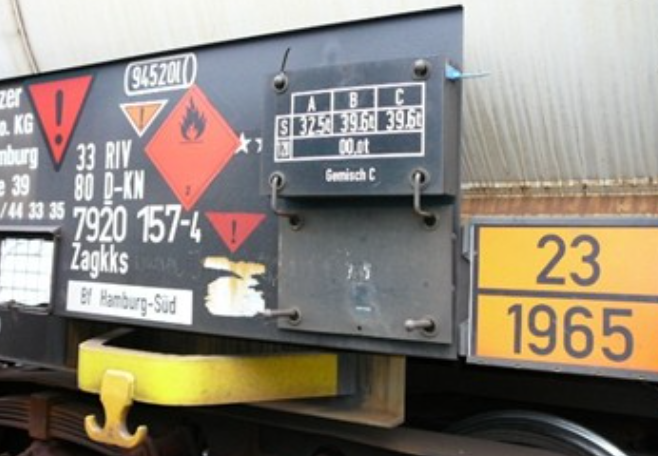 94520l
zer
o. KG
mburg
e 39
/44 33 35
33 RIV
80 D-KN
7920 157-4
Zagkks
Bf Hamburg-Süd
A B C
S 32.5t 39.6t 39.6t
120 00.0t
Gemisch C
2
23
1965